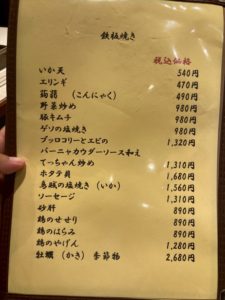 鉄板焼き
税込価格
いか天 540円
エリンギ 470円
蒟蒻 (こんにゃく) 490円
野菜炒め 980円
豚キムチ 980円
ゲソの塩焼き 980円
ブロッコリーとエビの 1,320円
バーニャカウダーソース和え
てっちゃん炒め 1,310円
ホタテ貝 1,680円
烏賊の塩焼き (いか) 1,560円
ソーセージ 1,310円
砂肝 890円
鶏のせせり 890円
鶏のはらみ 890円
鶏のやげん 1,280円
牡蠣 (かき) 季節物 2,680円